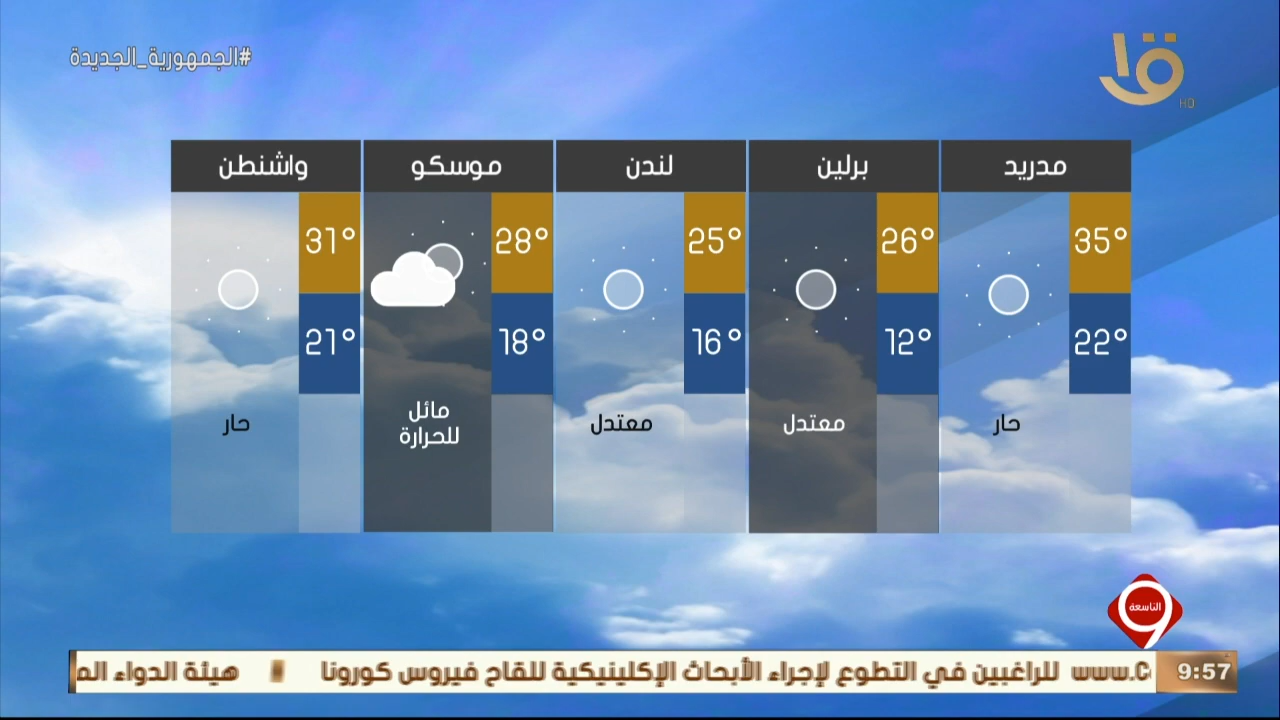 #الجمهورية_الجديدة
HD
مدريد
35°
22°
حار
برلين
26°
12°
معتدل
لندن
25°
16°
معتدل
موسكو
28°
18°
مائل
للحرارة
واشنطن
31°
21°
حار
التاسعة
9
9:57
www.C للراغبين في التطوع لإجراء الأبحاث الإكلينيكية للقاح فيروس كورونا هيئة الدواء الم